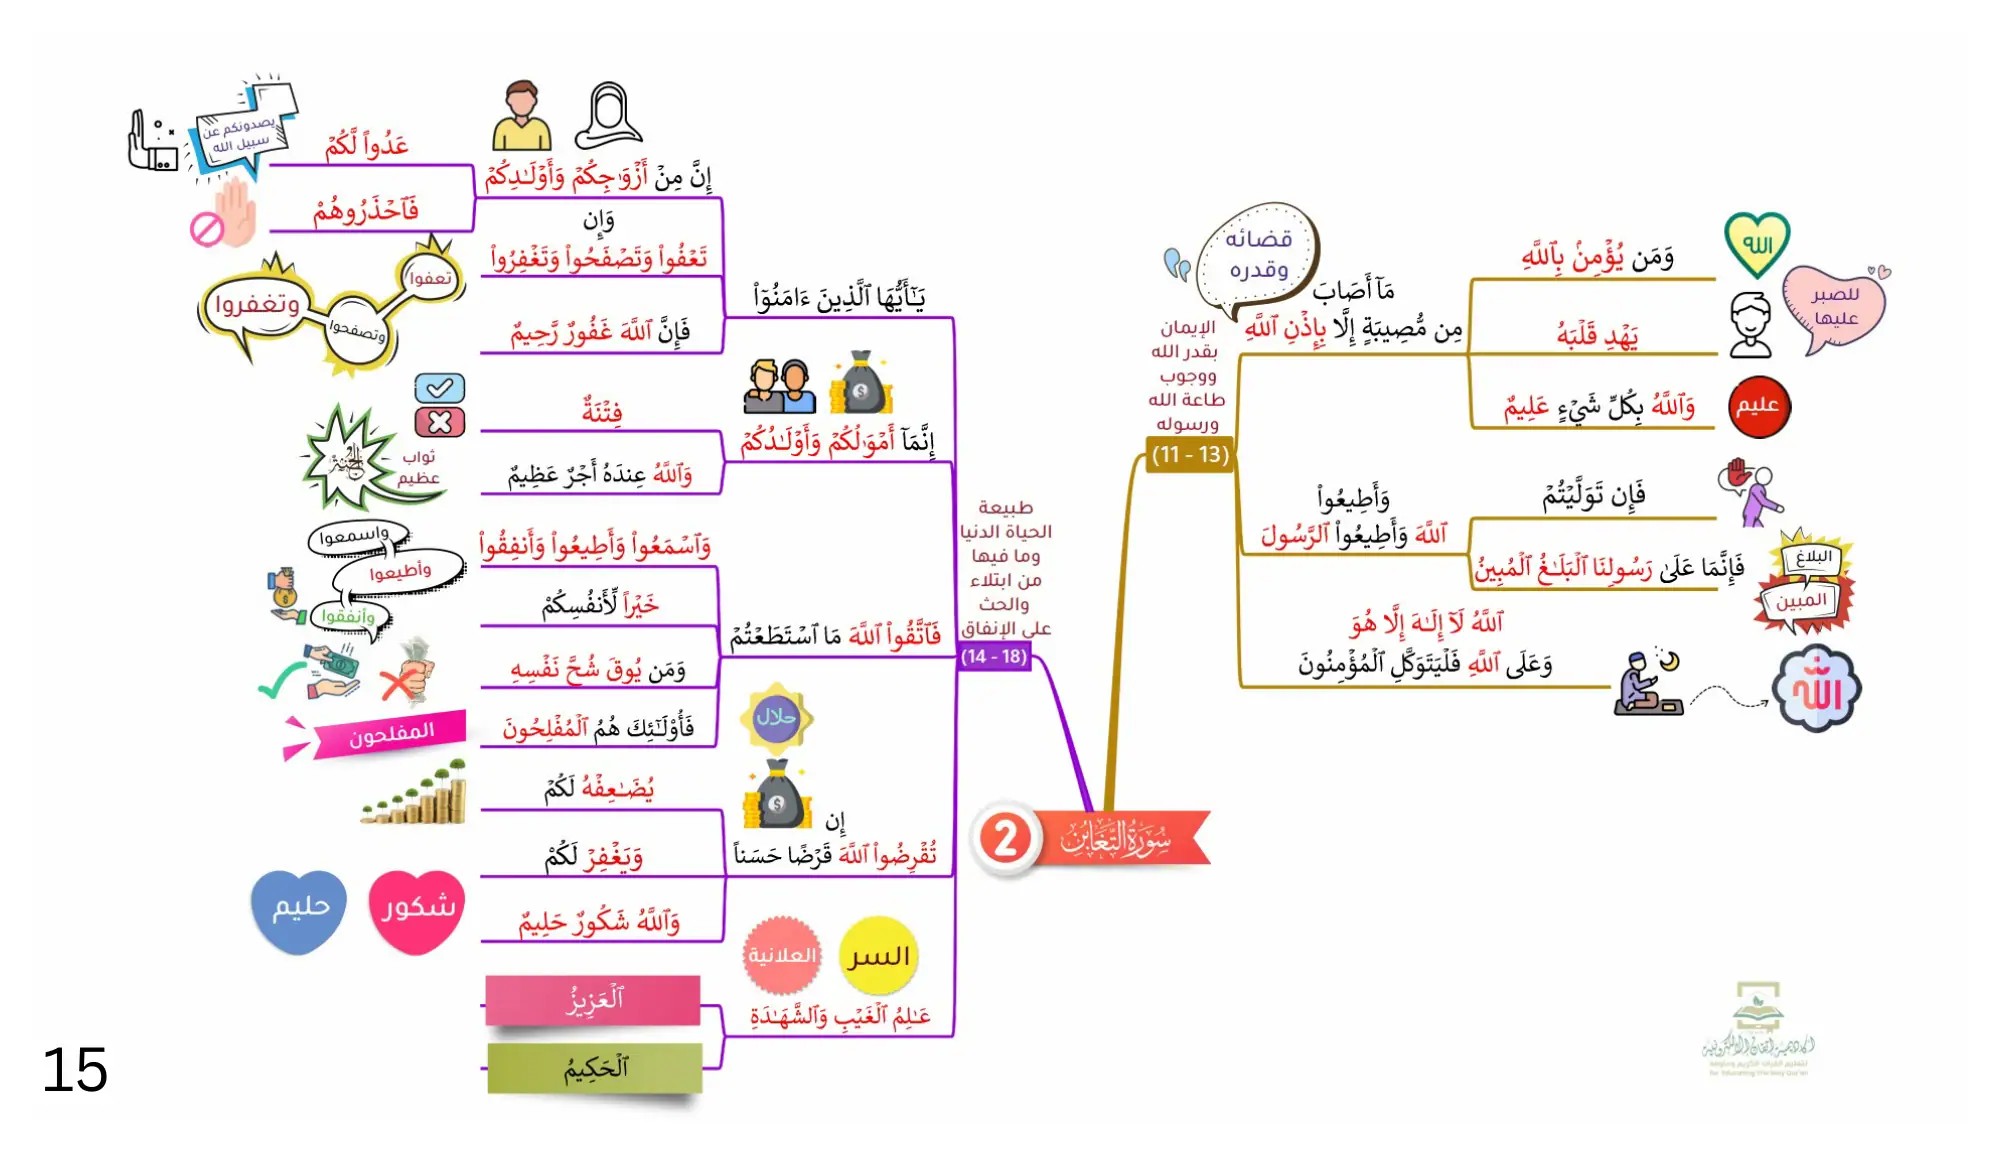 سُورَةُ التَّغَابُنِ
2
الإيمان
بقدر الله
ووجوب
طاعة الله
ورسوله
(11 - 13)
قضائه
وقدره
مَآ أَصَابَ
مِن مُّصِيبَةٍ إِلَّا بِإِذْنِ ٱللَّهِ
وَمَن يُؤْمِنۢ بِٱللَّهِ
الله
يَهْدِ قَلْبَهُ
للصبر
عليها
وَٱللَّهُ بِكُلِّ شَيْءٍ عَلِيمٌ
عليم
وَأَطِيعُوا۟
ٱللَّهَ وَأَطِيعُوا۟ ٱلرَّسُولَ
فَإِن تَوَلَّيْتُمْ
فَإِنَّمَا عَلَىٰ رَسُولِنَا ٱلْبَلَـٰغُ ٱلْمُبِينُ
البلاغ
المبين
ٱللَّهُ لَآ إِلَـٰهَ إِلَّا هُوَ
وَعَلَى ٱللَّهِ فَلْيَتَوَكَّلِ ٱلْمُؤْمِنُونَ
الله
طبيعة
الحياة الدنيا
وما فيها
من ابتلاء
والحث
على الإنفاق
(14 - 18)
يَـٰٓأَيُّهَا ٱلَّذِينَ ءَامَنُوٓا۟
إِنَّ مِنْ أَزْوَٰجِكُمْ وَأَوْلَـٰدِكُمْ
عَدُوࣰّا لَّكُمْ
يصدونكم عن
سبيل الله
فَٱحْذَرُوهُمْ
وَإِن
تَعْفُوا۟ وَتَصْفَحُوا۟ وَتَغْفِرُوا۟
تعفوا
وتصفحوا
وتغفروا
فَإِنَّ ٱللَّهَ غَفُورٌ رَّحِيمٌ
إِنَّمَآ أَمْوَٰلُكُمْ وَأَوْلَـٰدُكُمْ
فِتْنَةٌ
وَٱللَّهُ عِندَهُ أَجْرٌ عَظِيمٌ
ثواب
عظيم
الجنة
فَٱتَّقُوا۟ ٱللَّهَ مَا ٱسْتَطَعْتُمْ
وَٱسْمَعُوا۟ وَأَطِيعُوا۟ وَأَنفِقُوا۟
واسمعوا
وأطيعوا
وأنفقوا
خَيْرࣰا لِّأَنفُسِكُمْ
وَمَن يُوقَ شُحَّ نَفْسِهِ
فَأُو۟لَـٰٓئِكَ هُمُ ٱلْمُفْلِحُونَ
المفلحون
حلال
إِن
تُقْرِضُوا۟ ٱللَّهَ قَرْضًا حَسَنࣰا
يُضَـٰعِفْهُ لَكُمْ
وَيَغْفِرْ لَكُمْ
وَٱللَّهُ شَكُورٌ حَلِيمٌ
شكور
حليم
السر
العلانية
عَـٰلِمُ ٱلْغَيْبِ وَٱلشَّهَـٰدَةِ
ٱلْعَزِيزُ
ٱلْحَكِيمُ
15